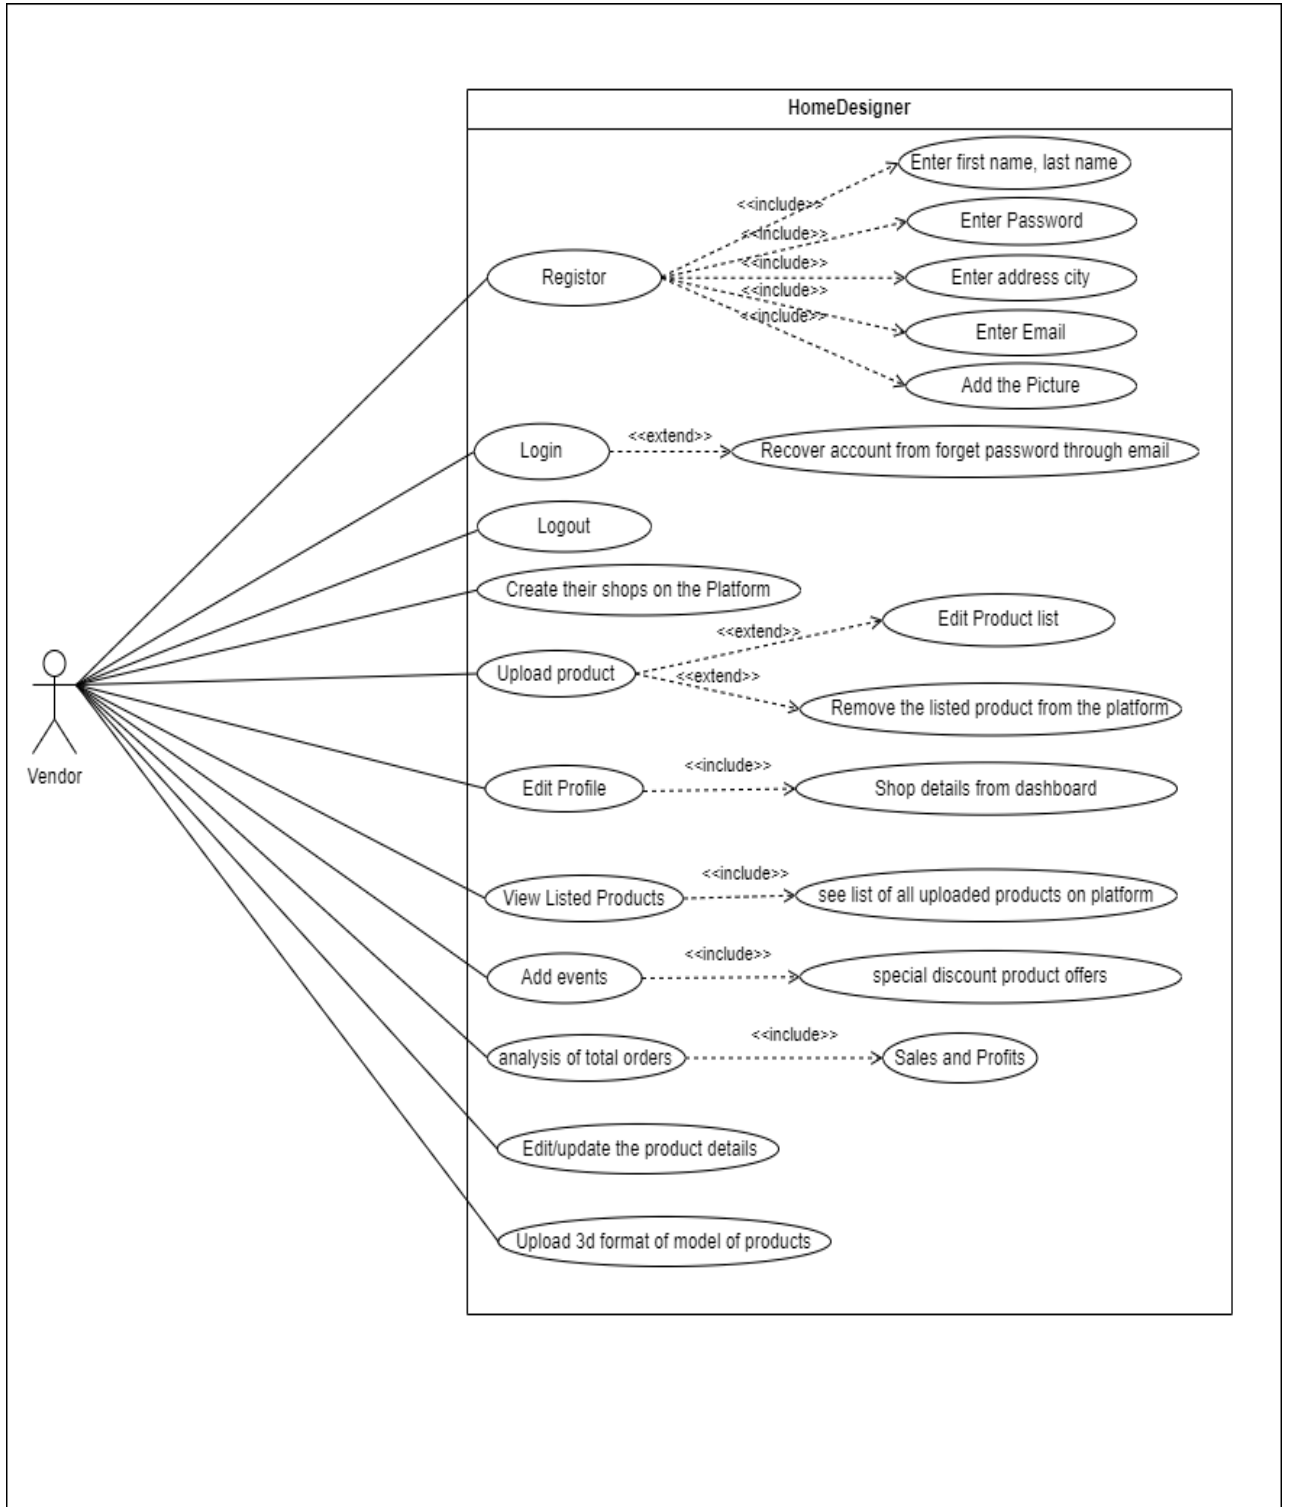 HomeDesigner
Enter first name, last name
<<include>>
Enter Password
<<include>>
Registor
<<include>>
Enter address city
<<include>>
Enter Email
<<include>>
Add the Picture
Login
<<extend>>
Recover account from forget password through email
Logout
Create their shops on the Platform
<<extend>>
Edit Product list
Upload product
<<extend>>
Remove the listed product from the platform
Vendor
Edit Profile
<<include>>
Shop details from dashboard
View Listed Products
<<include>>
see list of all uploaded products on platform
Add events
<<include>>
special discount product offers
analysis of total orders
<<include>>
Sales and Profits
Edit/update the product details
Upload 3d format of model of products